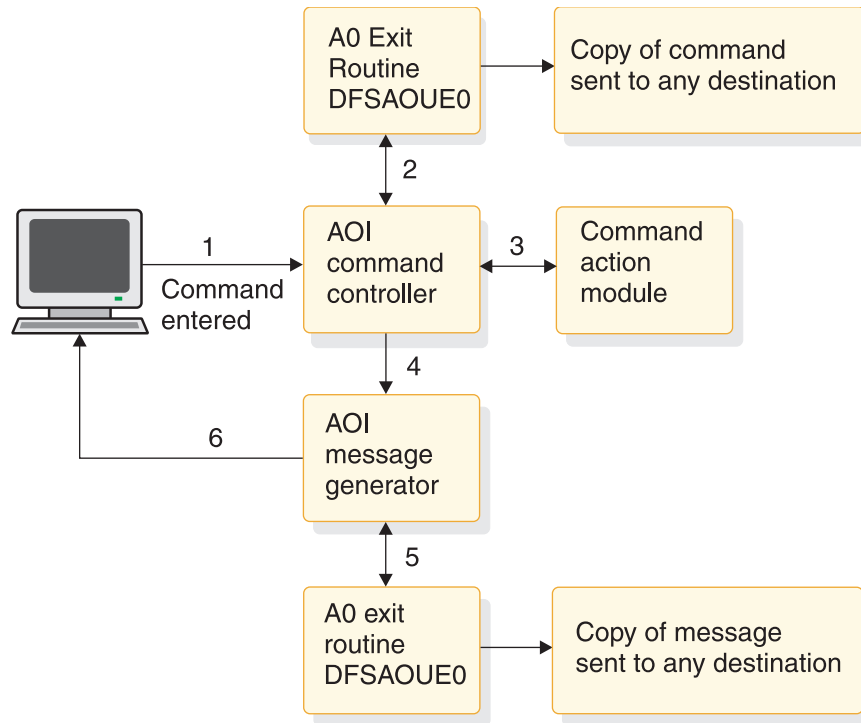 A0 Exit
Routine
DFSAOUE0
Copy of command
sent to any destination
2
1
Command
entered
AOI
command
controller
3
Command
action
module
4
6
AOI
message
generator
5
A0 exit
routine
DFSAOUE0
Copy of message
sent to any destination